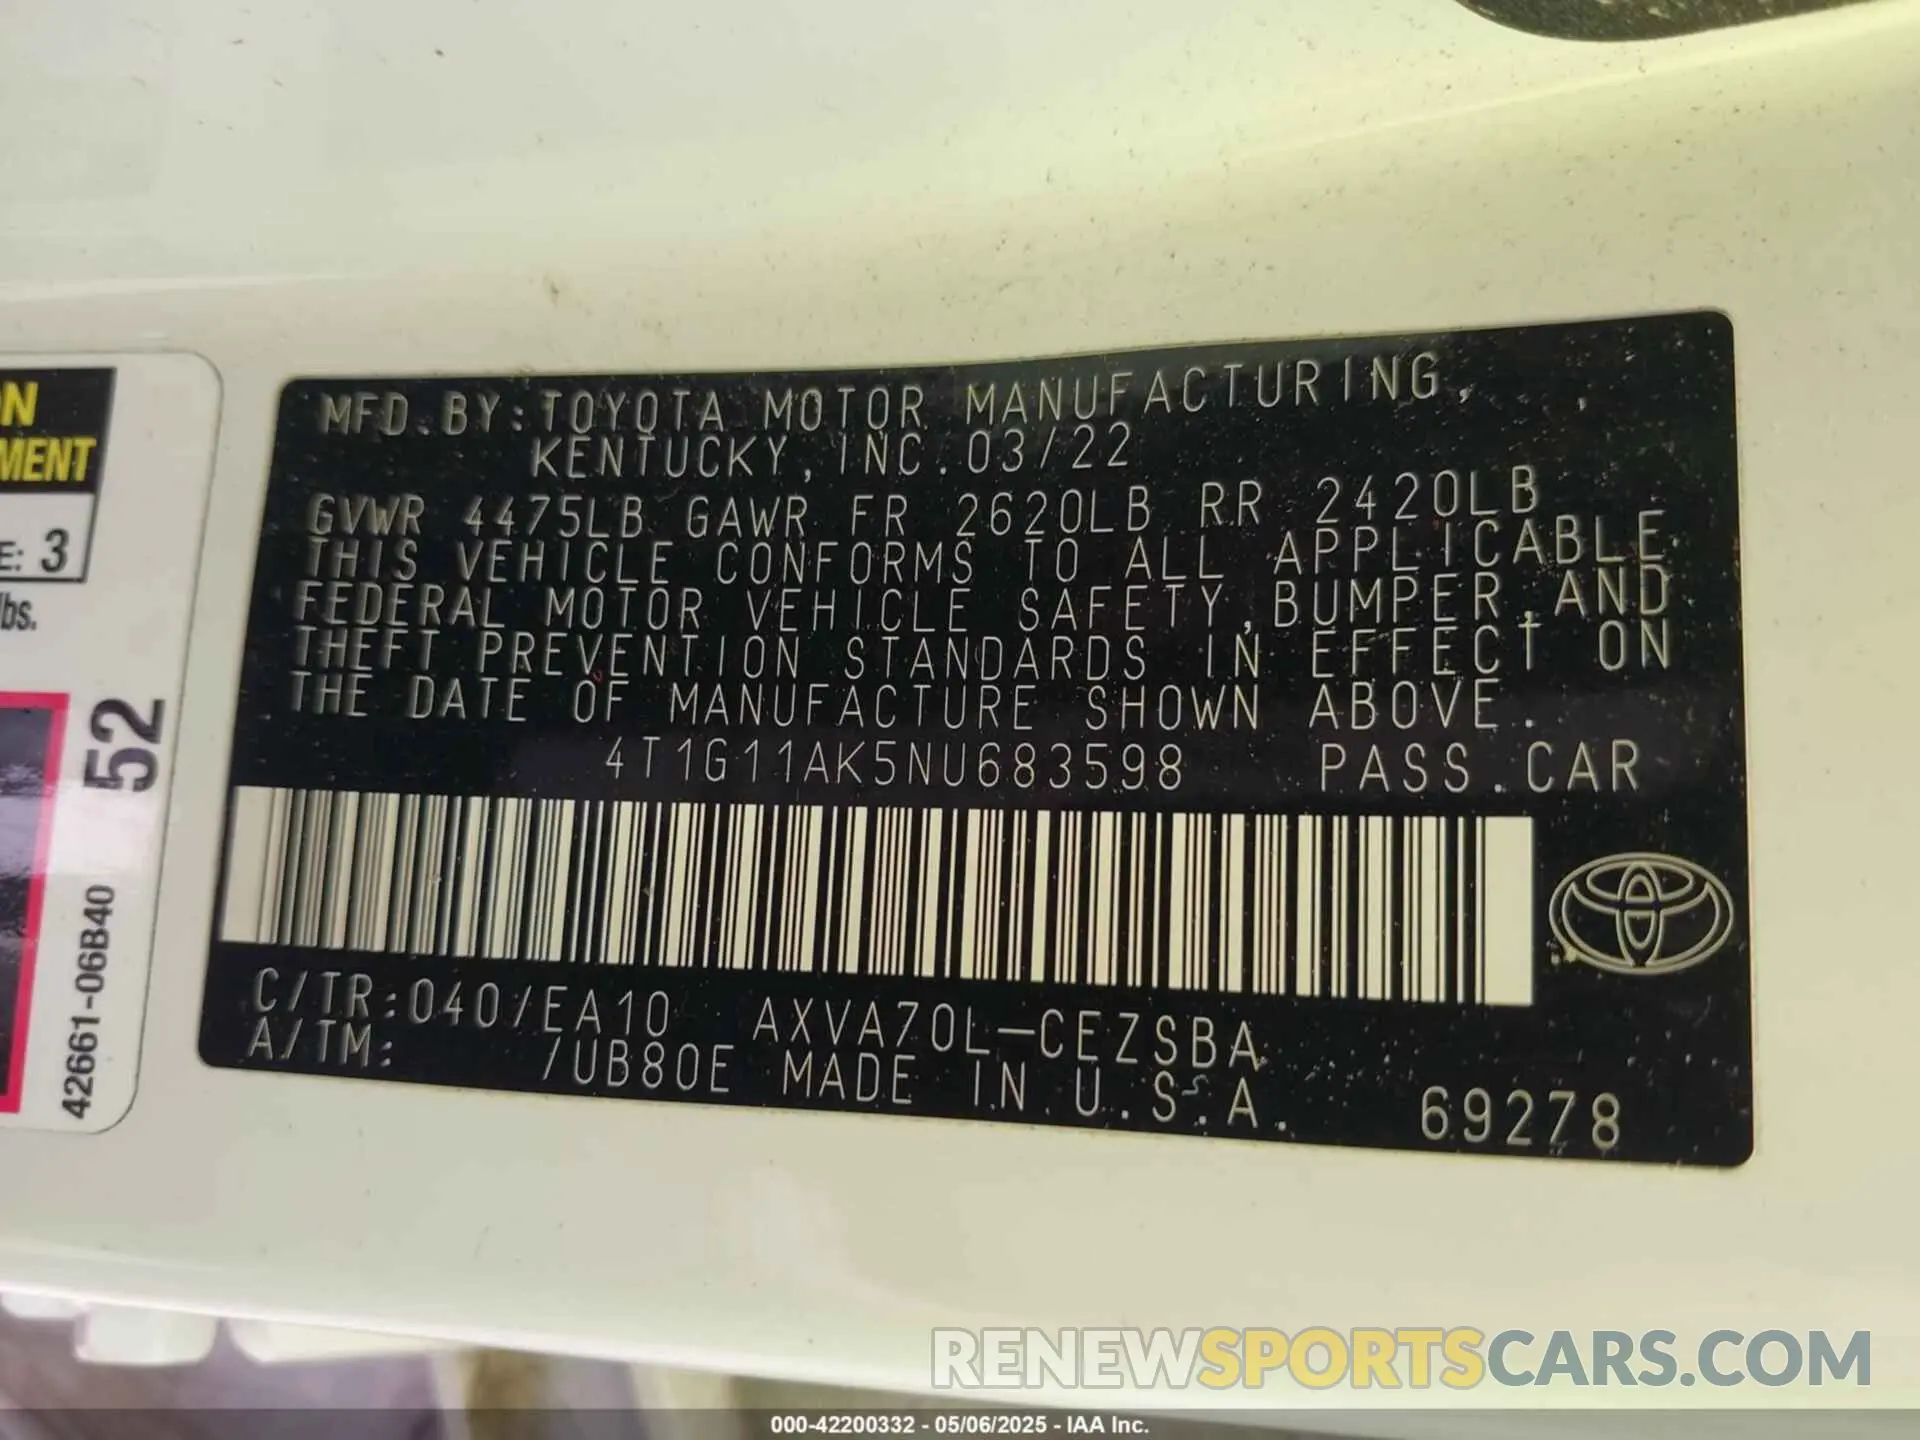 MFD.BY:TOYOTA MOTOR MANUFACTURING,
KENTUCKY, INC. 03/22
GVWR 4475LB GAWR FR 2620LB RR 2420LB
THIS VEHICLE CONFORMS TO ALL APPLICABLE
FEDERAL MOTOR VEHICLE SAFETY, BUMPER, AND
THEFT PREVENTION STANDARDS IN EFFECT ON
THE DATE OF MANUFACTURE SHOWN ABOVE.
4T1G11AK5NU683598 PASS.CAR
C/TR:040/EA10 AXVA70L-CEZSBA
A/TM: /UB80E MADE IN U.S.A.
69278
E: 3
lbs.
52
42661-06B40
RENEWSPORTSCARS.COM
000-42200332 - 05/06/2025 - IAA Inc.